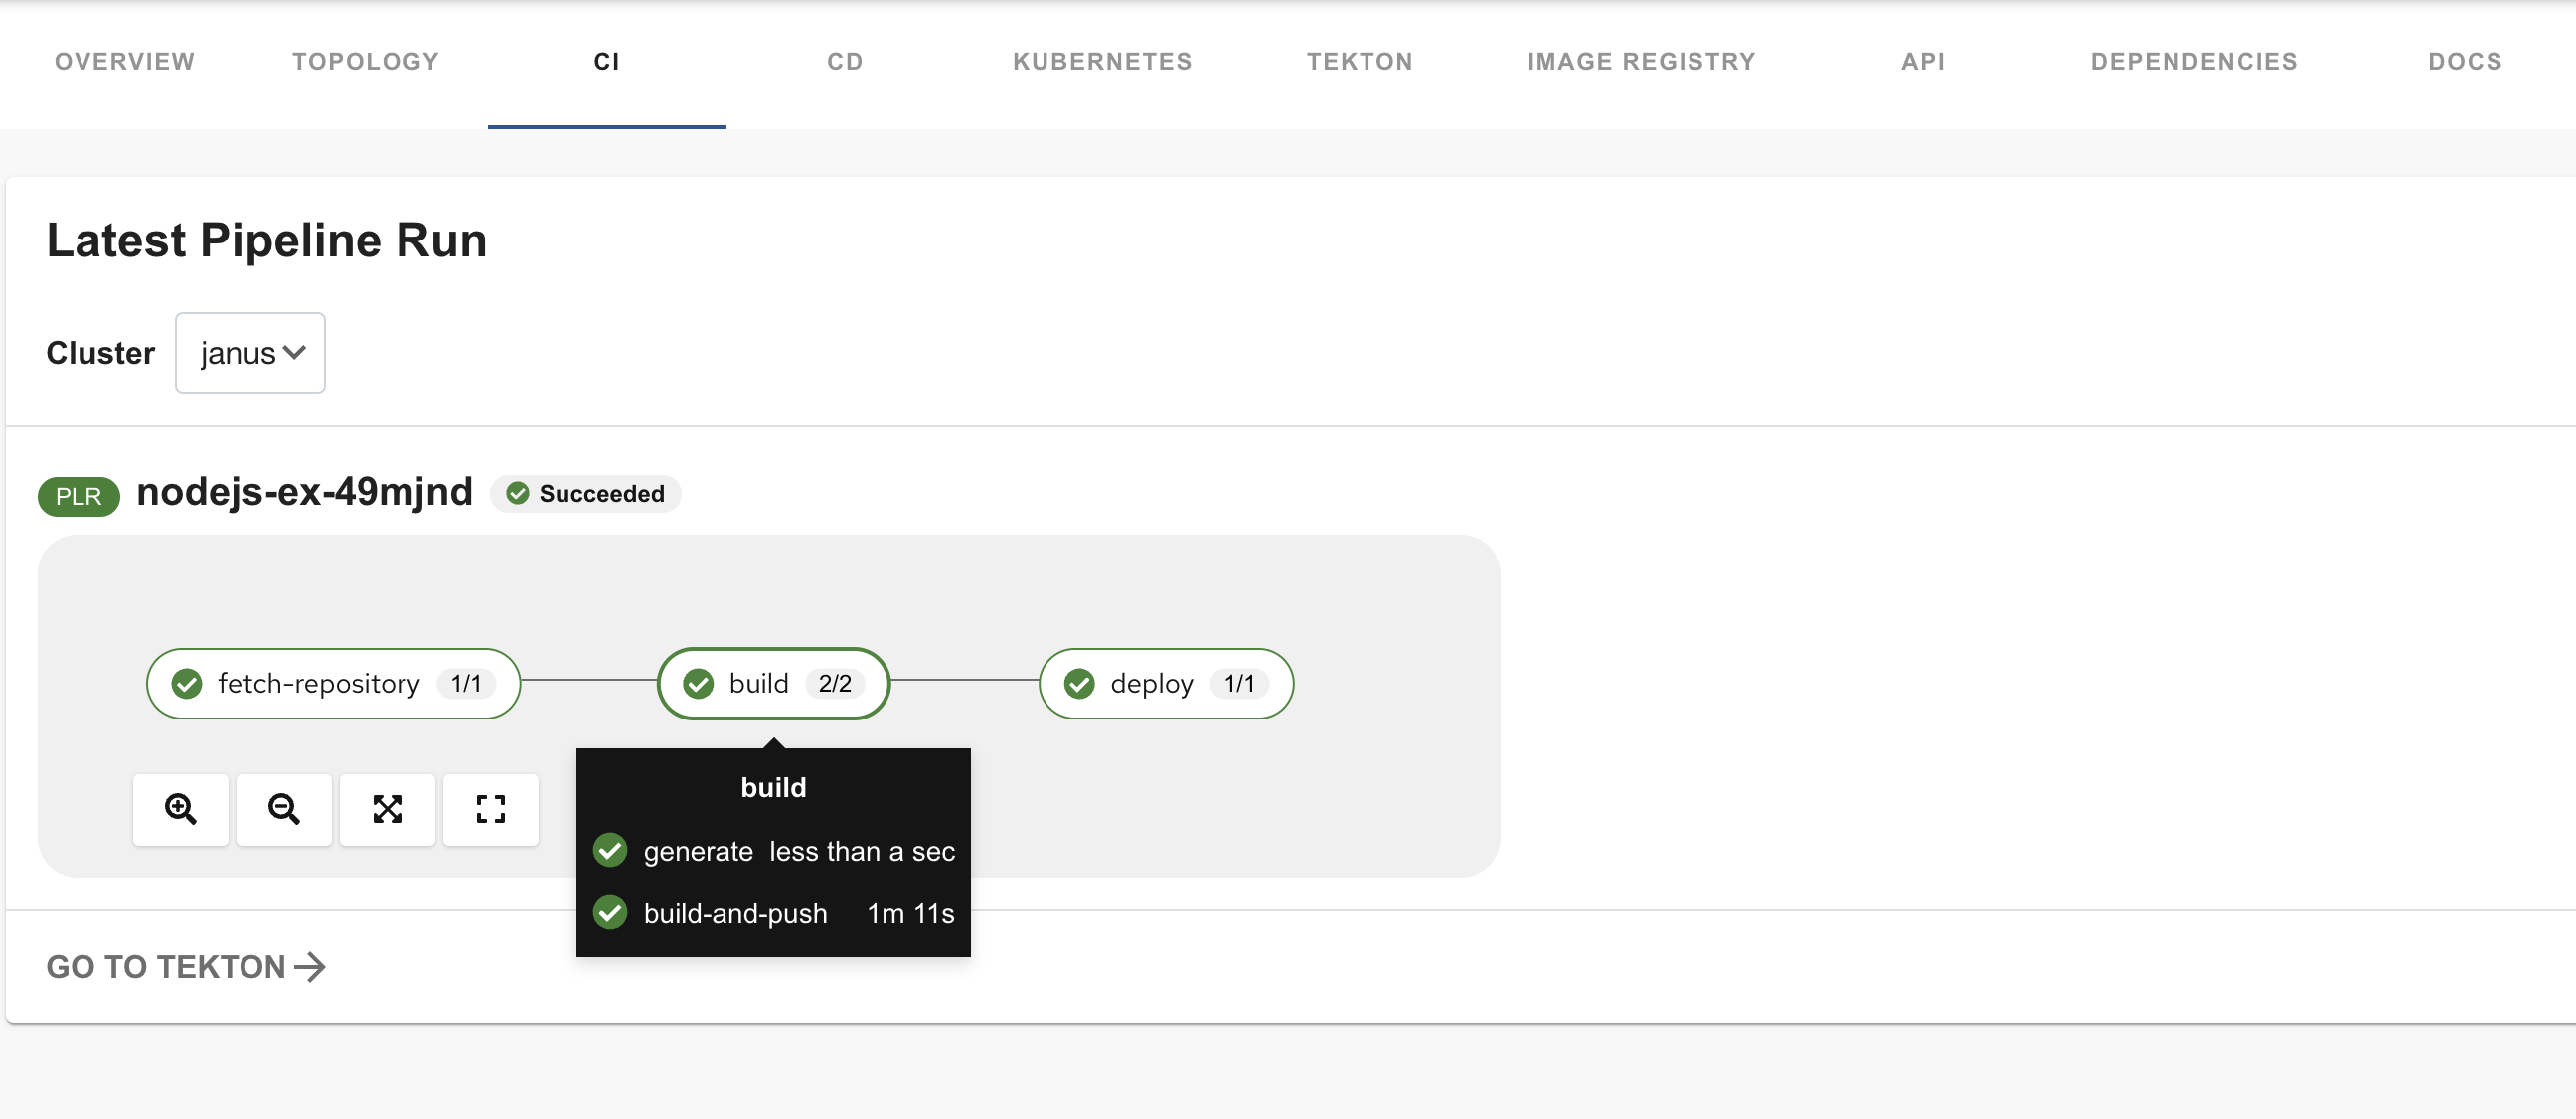 OVERVIEW TOPOLOGY CI CD KUBERNETES TEKTON IMAGE REGISTRY API DEPENDENCIES DOCS
Latest Pipeline Run
Cluster janus
PLR nodejs-ex-49mjnd Succeeded
fetch-repository 1/1 build 2/2 deploy 1/1
build
generate less than a sec
build-and-push 1m 11s
GO TO TEKTON